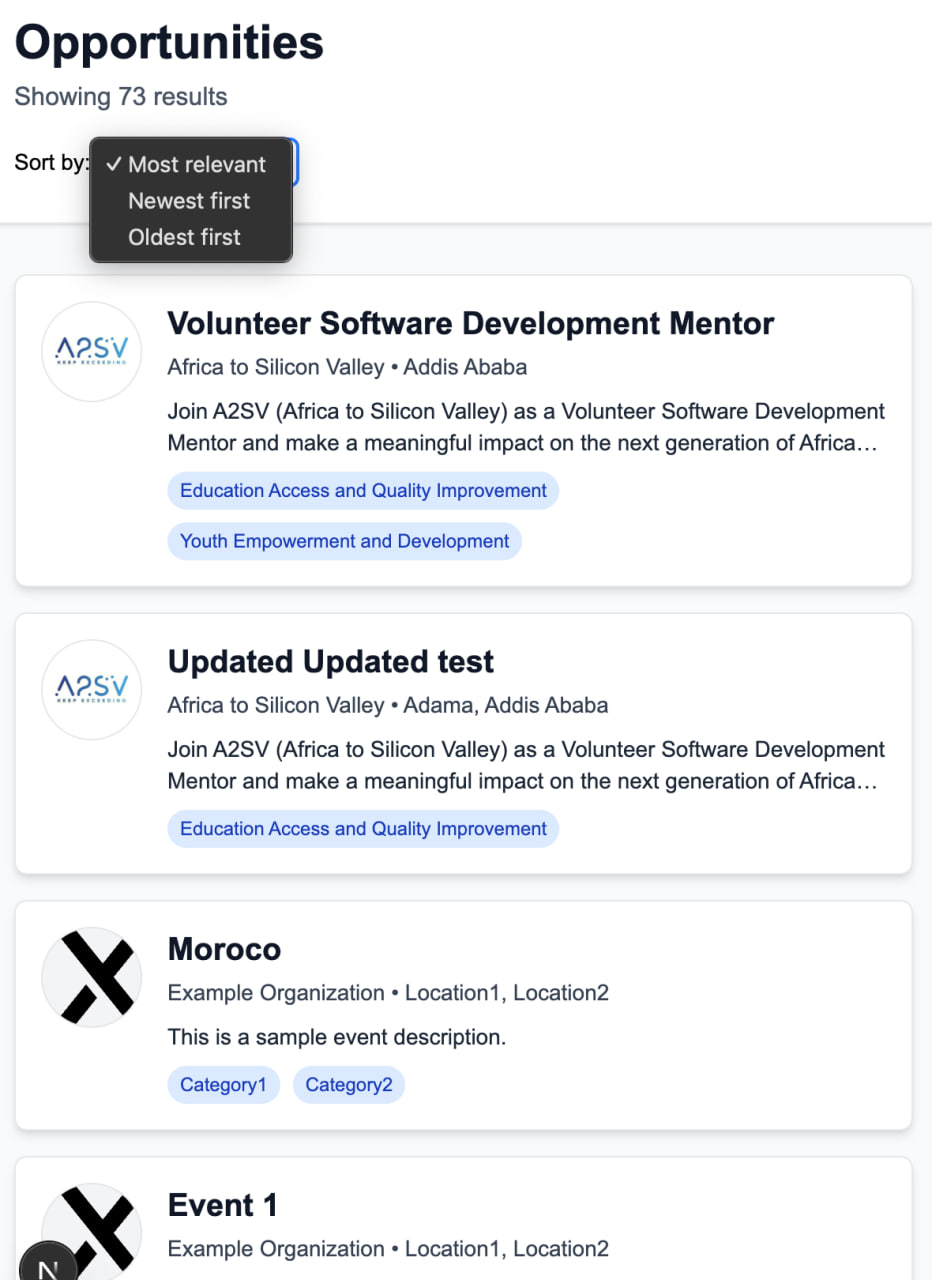 Opportunities
Showing 73 results
Sort by:
✓ Most relevant
Newest first
Oldest first
A2SV
KEEP EXCEEDING
Volunteer Software Development Mentor
Africa to Silicon Valley • Addis Ababa
Join A2SV (Africa to Silicon Valley) as a Volunteer Software Development
Mentor and make a meaningful impact on the next generation of Africa…
Education Access and Quality Improvement
Youth Empowerment and Development
A2SV
KEEP EXCEEDING
Updated Updated test
Africa to Silicon Valley • Adama, Addis Ababa
Join A2SV (Africa to Silicon Valley) as a Volunteer Software Development
Mentor and make a meaningful impact on the next generation of Africa…
Education Access and Quality Improvement
X
Moroco
Example Organization • Location1, Location2
This is a sample event description.
Category1 Category2
X
Event 1
Example Organization • Location1, Location2
N